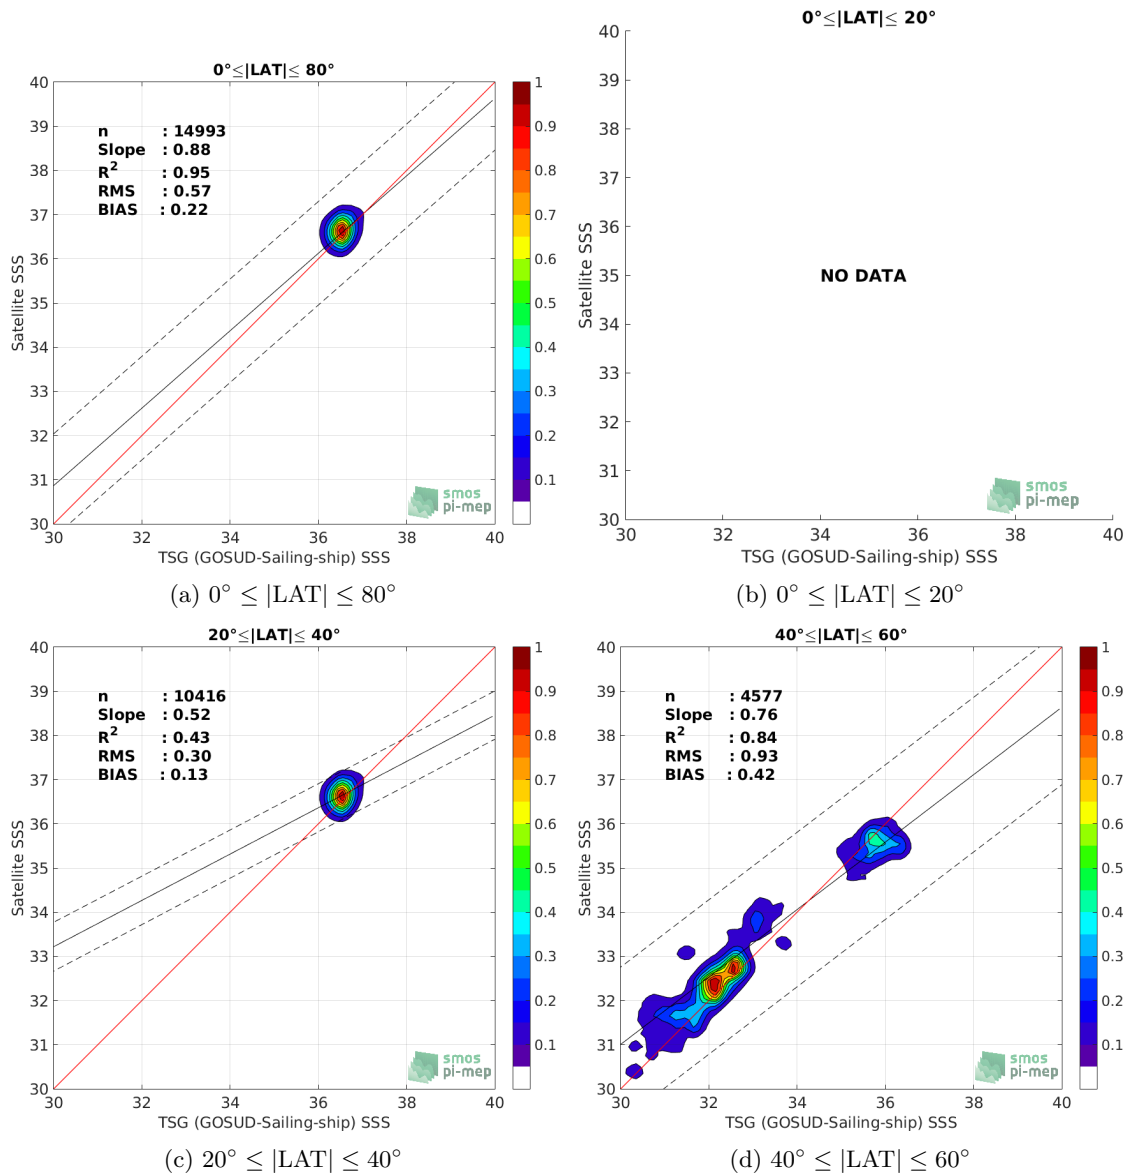 0°≤|LAT|≤ 80°
40
39
38
37
36
35
34
33
32
31
30
n : 14993
Slope : 0.88
R2 : 0.95
RMS : 0.57
BIAS : 0.22
Satellite SSS
30 32 34 36 38 40
TSG (GOSUD-Sailing-ship) SSS
1
0.9
0.8
0.7
0.6
0.5
0.4
0.3
0.2
0.1
smos
pi-mep
(a) 0° ≤ |LAT| ≤ 80°
0°≤|LAT|≤ 20°
40
39
38
37
36
35
34
33
32
31
30
NO DATA
Satellite SSS
30 32 34 36 38 40
TSG (GOSUD-Sailing-ship) SSS
smos
pi-mep
(b) 0° ≤ |LAT| ≤ 20°
20°≤|LAT|≤ 40°
40
39
38
37
36
35
34
33
32
31
30
n : 10416
Slope : 0.52
R2 : 0.43
RMS : 0.30
BIAS : 0.13
Satellite SSS
30 32 34 36 38 40
TSG (GOSUD-Sailing-ship) SSS
1
0.9
0.8
0.7
0.6
0.5
0.4
0.3
0.2
0.1
smos
pi-mep
(c) 20° ≤ |LAT| ≤ 40°
40°≤|LAT|≤ 60°
40
39
38
37
36
35
34
33
32
31
30
n : 4577
Slope : 0.76
R2 : 0.84
RMS : 0.93
BIAS : 0.42
Satellite SSS
30 32 34 36 38 40
TSG (GOSUD-Sailing-ship) SSS
1
0.9
0.8
0.7
0.6
0.5
0.4
0.3
0.2
0.1
smos
pi-mep
(d) 40° ≤ |LAT| ≤ 60°